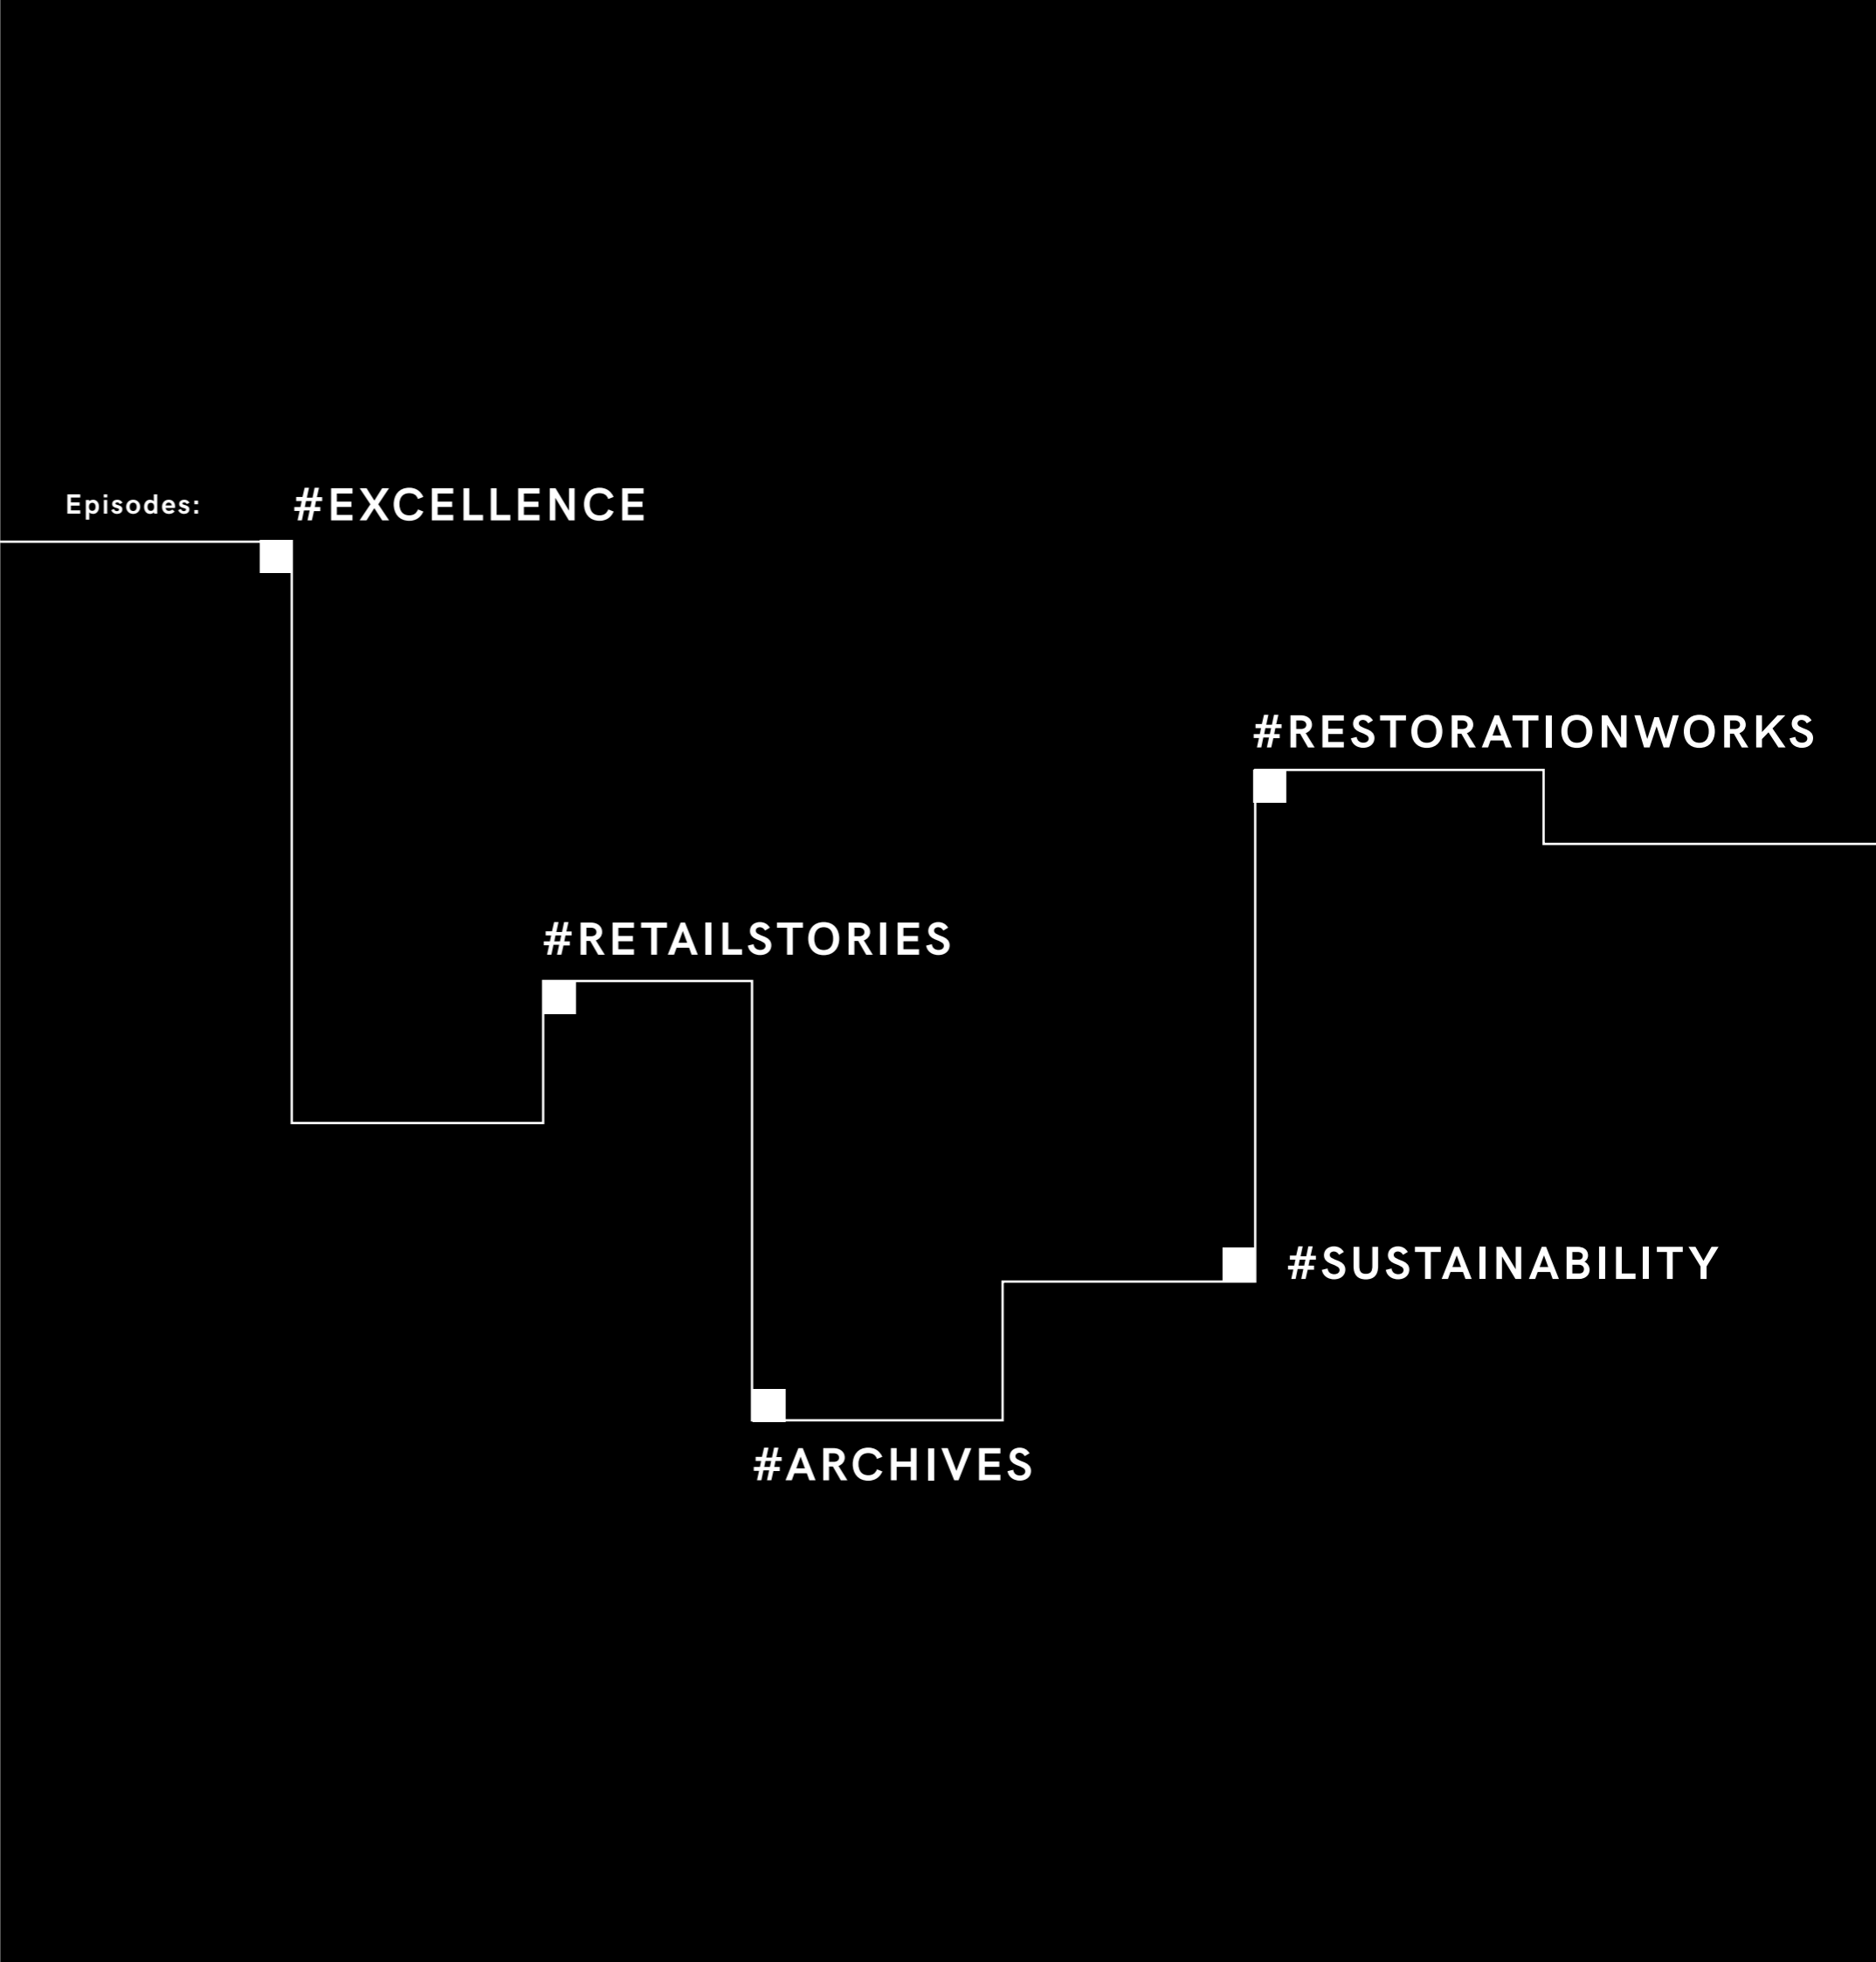 Episodes:
#EXCELLENCE
#RESTORATIONWORKS
#RETAILSTORIES
#SUSTAINABILITY
#ARCHIVES